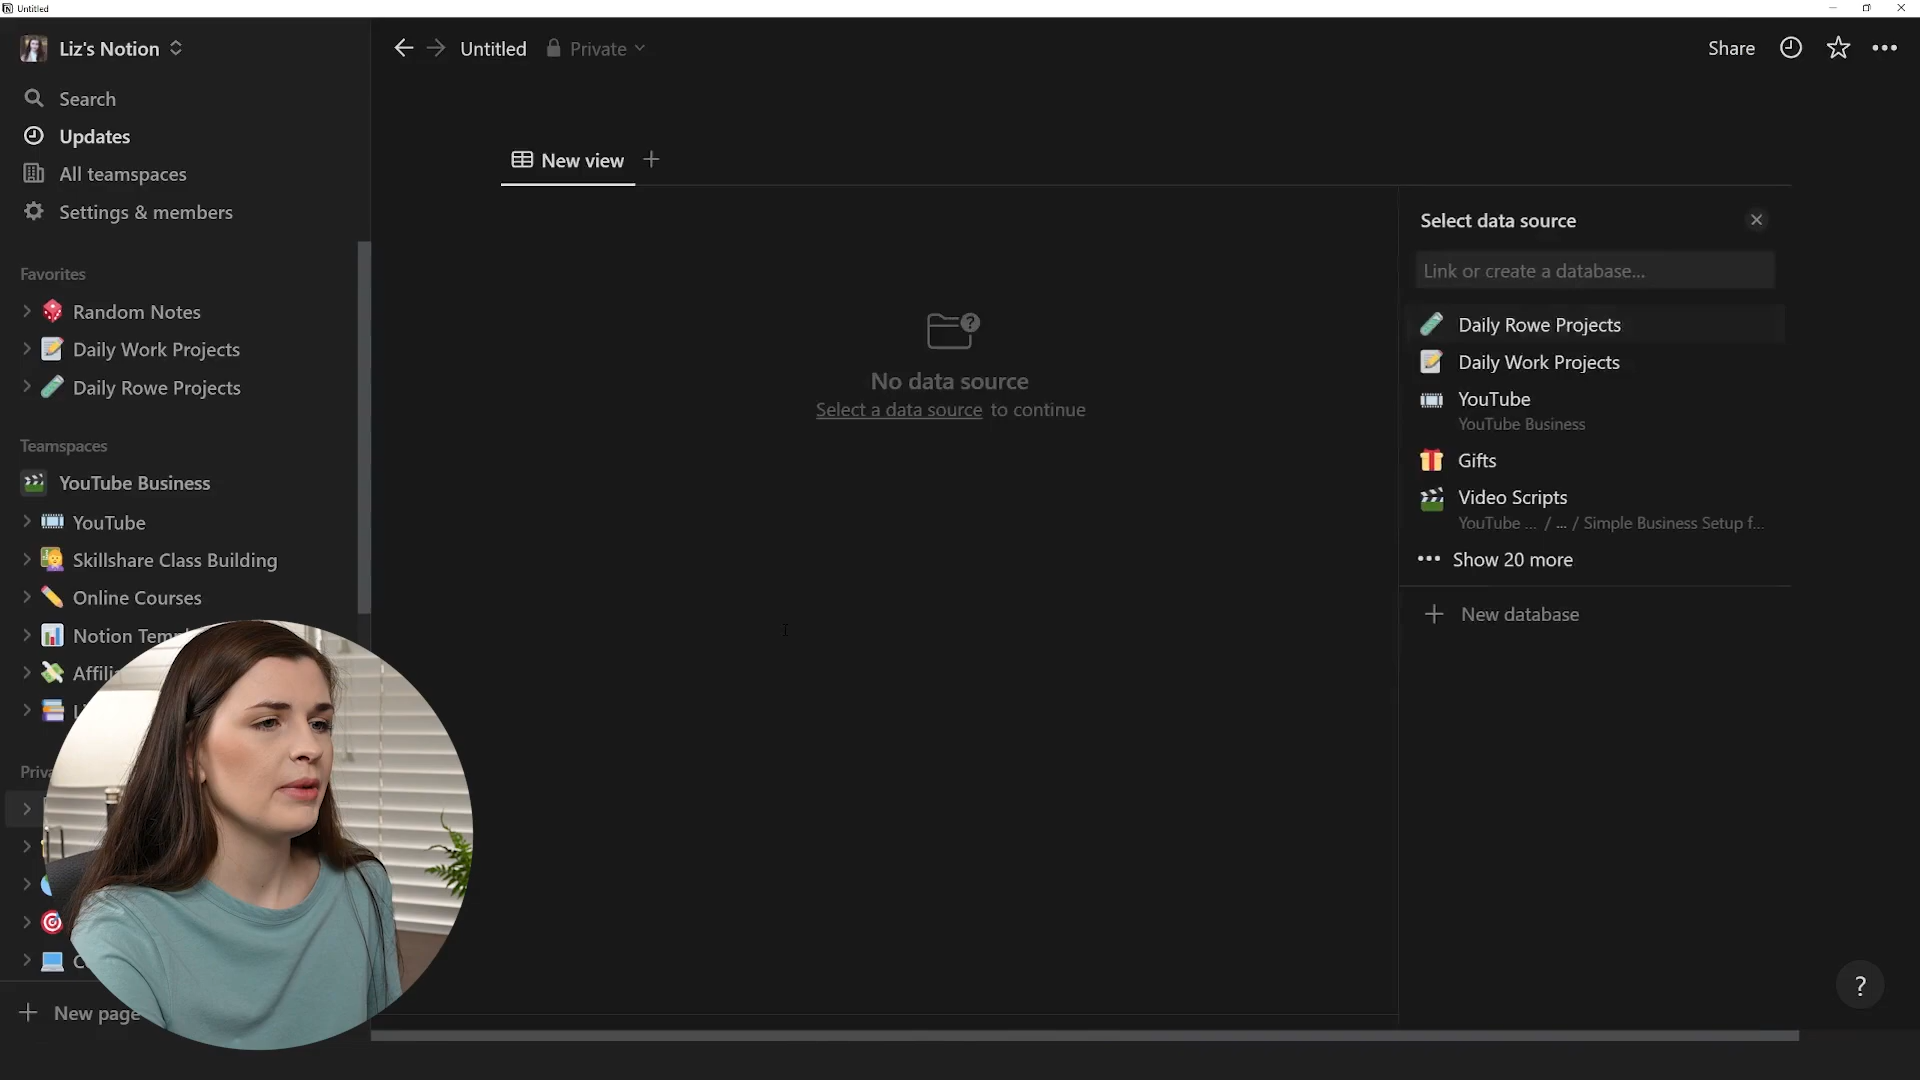 Untitled
Liz's Notion
Search
Updates
All teamspaces
Settings & members
Favorites
Random Notes
Daily Work Projects
Daily Rowe Projects
Teamspaces
YouTube Business
YouTube
Skillshare Class Building
Online Courses
Notion
New page
Untitled
Private
Share
New view
No data source
Select a data source to continue
Select data source
Link or create a database...
Daily Rowe Projects
Daily Work Projects
YouTube
YouTube Business
Gifts
Video Scripts
YouTube ... / ... / Simple Business Setup f...
Show 20 more
New database
?